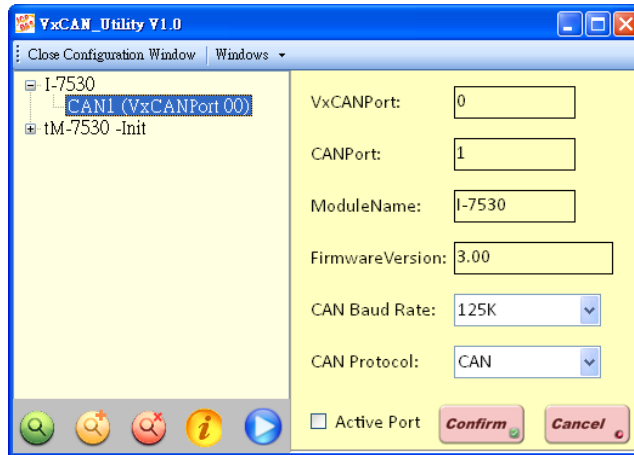 VxCAN_Utility V1.0
Close Configuration Window Windows
I-7530
CAN1 (VxCANPort 00)
tM-7530 -Init
VxCANPort: 0
CANPort: 1
ModuleName: I-7530
FirmwareVersion: 3.00
CAN Baud Rate: 125K
CAN Protocol: CAN
Active Port Confirm Cancel